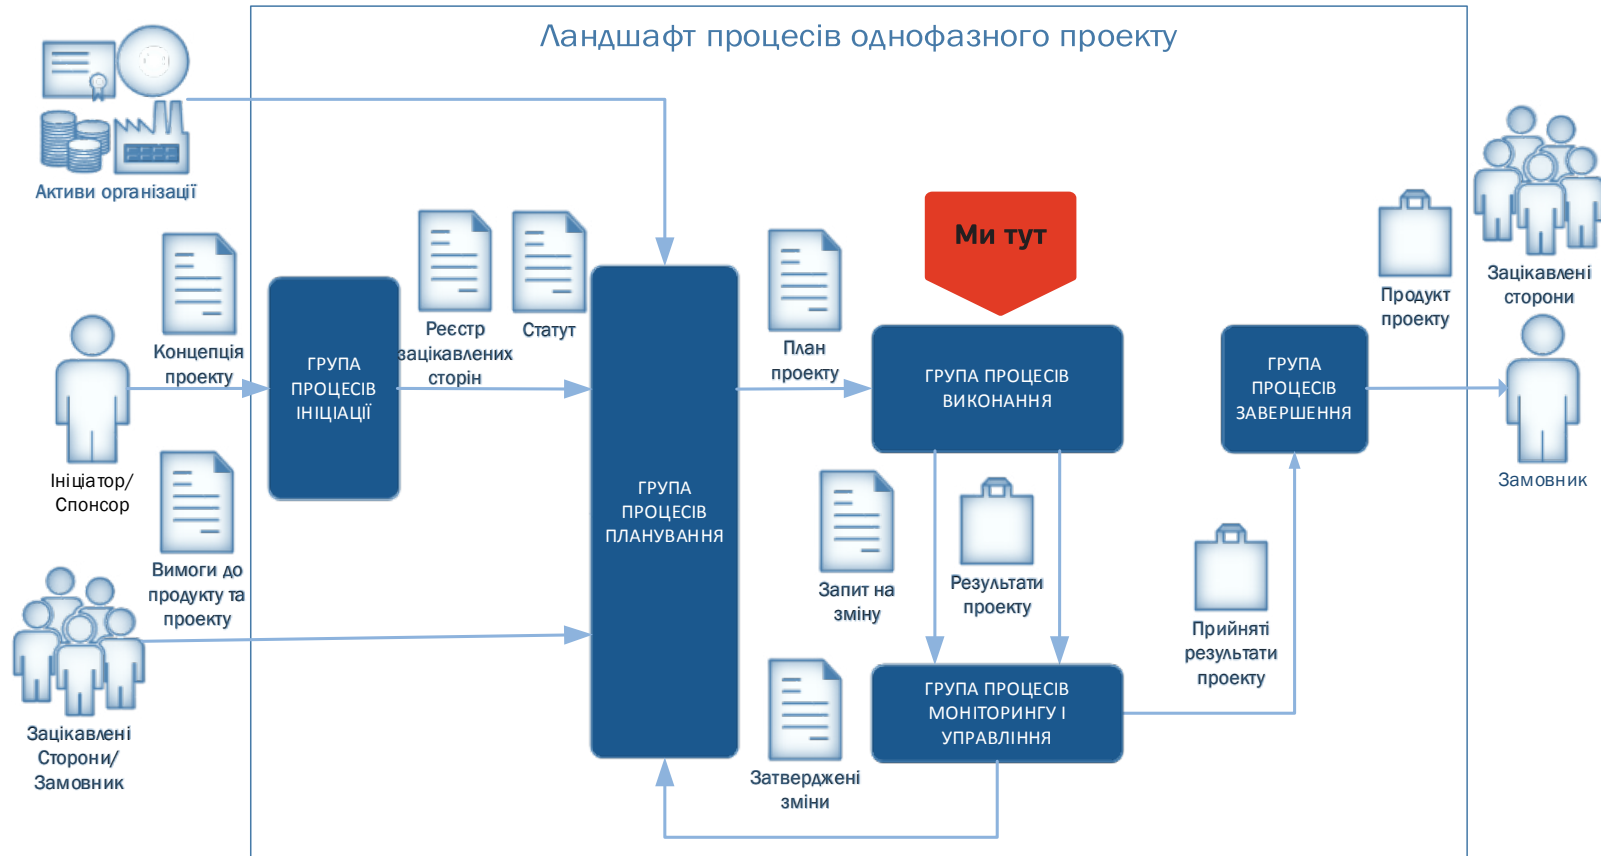 Ландшафт процесів однофазного проекту
Активи організації
Концепція
проекту
Ініціатор/
Спонсор
Вимоги до
продукту та
проекту
Зацікавлені
Сторони/
Замовник
ГРУПА
ПРОЦЕСІВ
ІНІЦІАЦІЇ
Реєстр
зацікавлених
сторін
Статут
ГРУПА
ПРОЦЕСІВ
ПЛАНУВАННЯ
План
проекту
Ми тут
ГРУПА ПРОЦЕСІВ
ВИКОНАННЯ
Запит на
зміну
Результати
проекту
ГРУПА ПРОЦЕСІВ
МОНІТОРИНГУ І
УПРАВЛІННЯ
Затверджені
зміни
Прийняті
результати
проекту
ГРУПА
ПРОЦЕСІВ
ЗАВЕРШЕННЯ
Продукт
проекту
Зацікавлені
сторони
Замовник